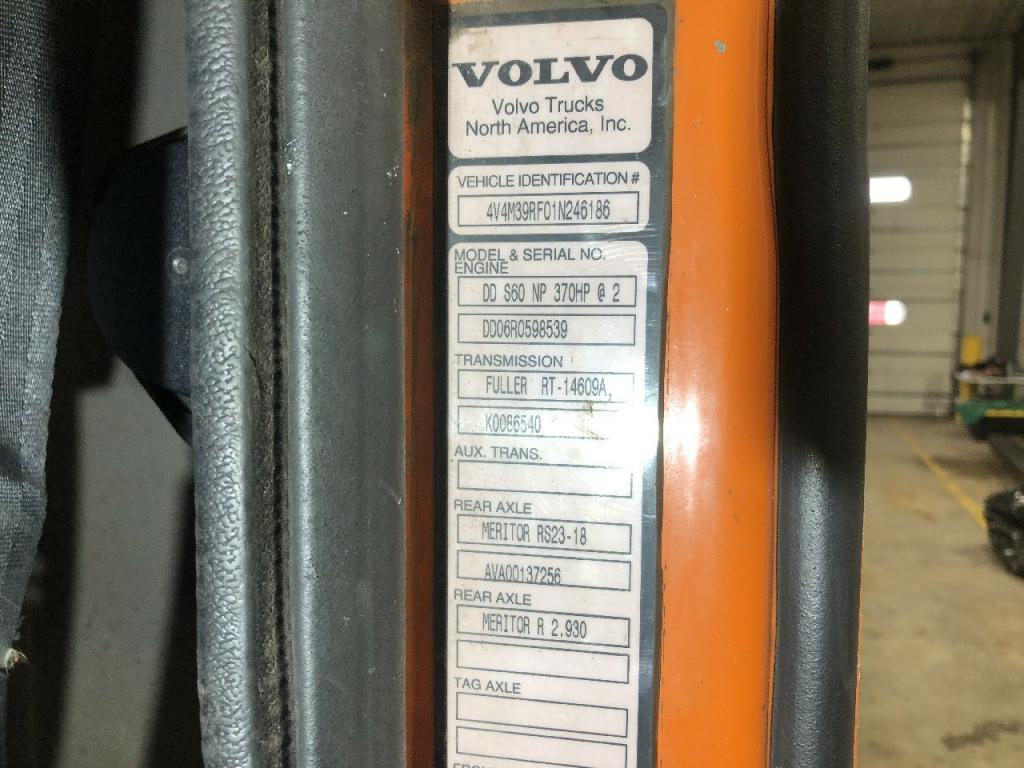 VOLVO
Volvo Trucks
North America, Inc.
VEHICLE IDENTIFICATION #
4V4M39RF01N246186
MODEL & SERIAL NO.
ENGINE
DD S60 NP 370HP @ 2
DD06R0598539
TRANSMISSION
FULLER RT-14609A,
K0086540
AUX. TRANS.
REAR AXLE
MERITOR RS23-18
AVA00137256
REAR AXLE
MERITOR R 2.930
TAG AXLE